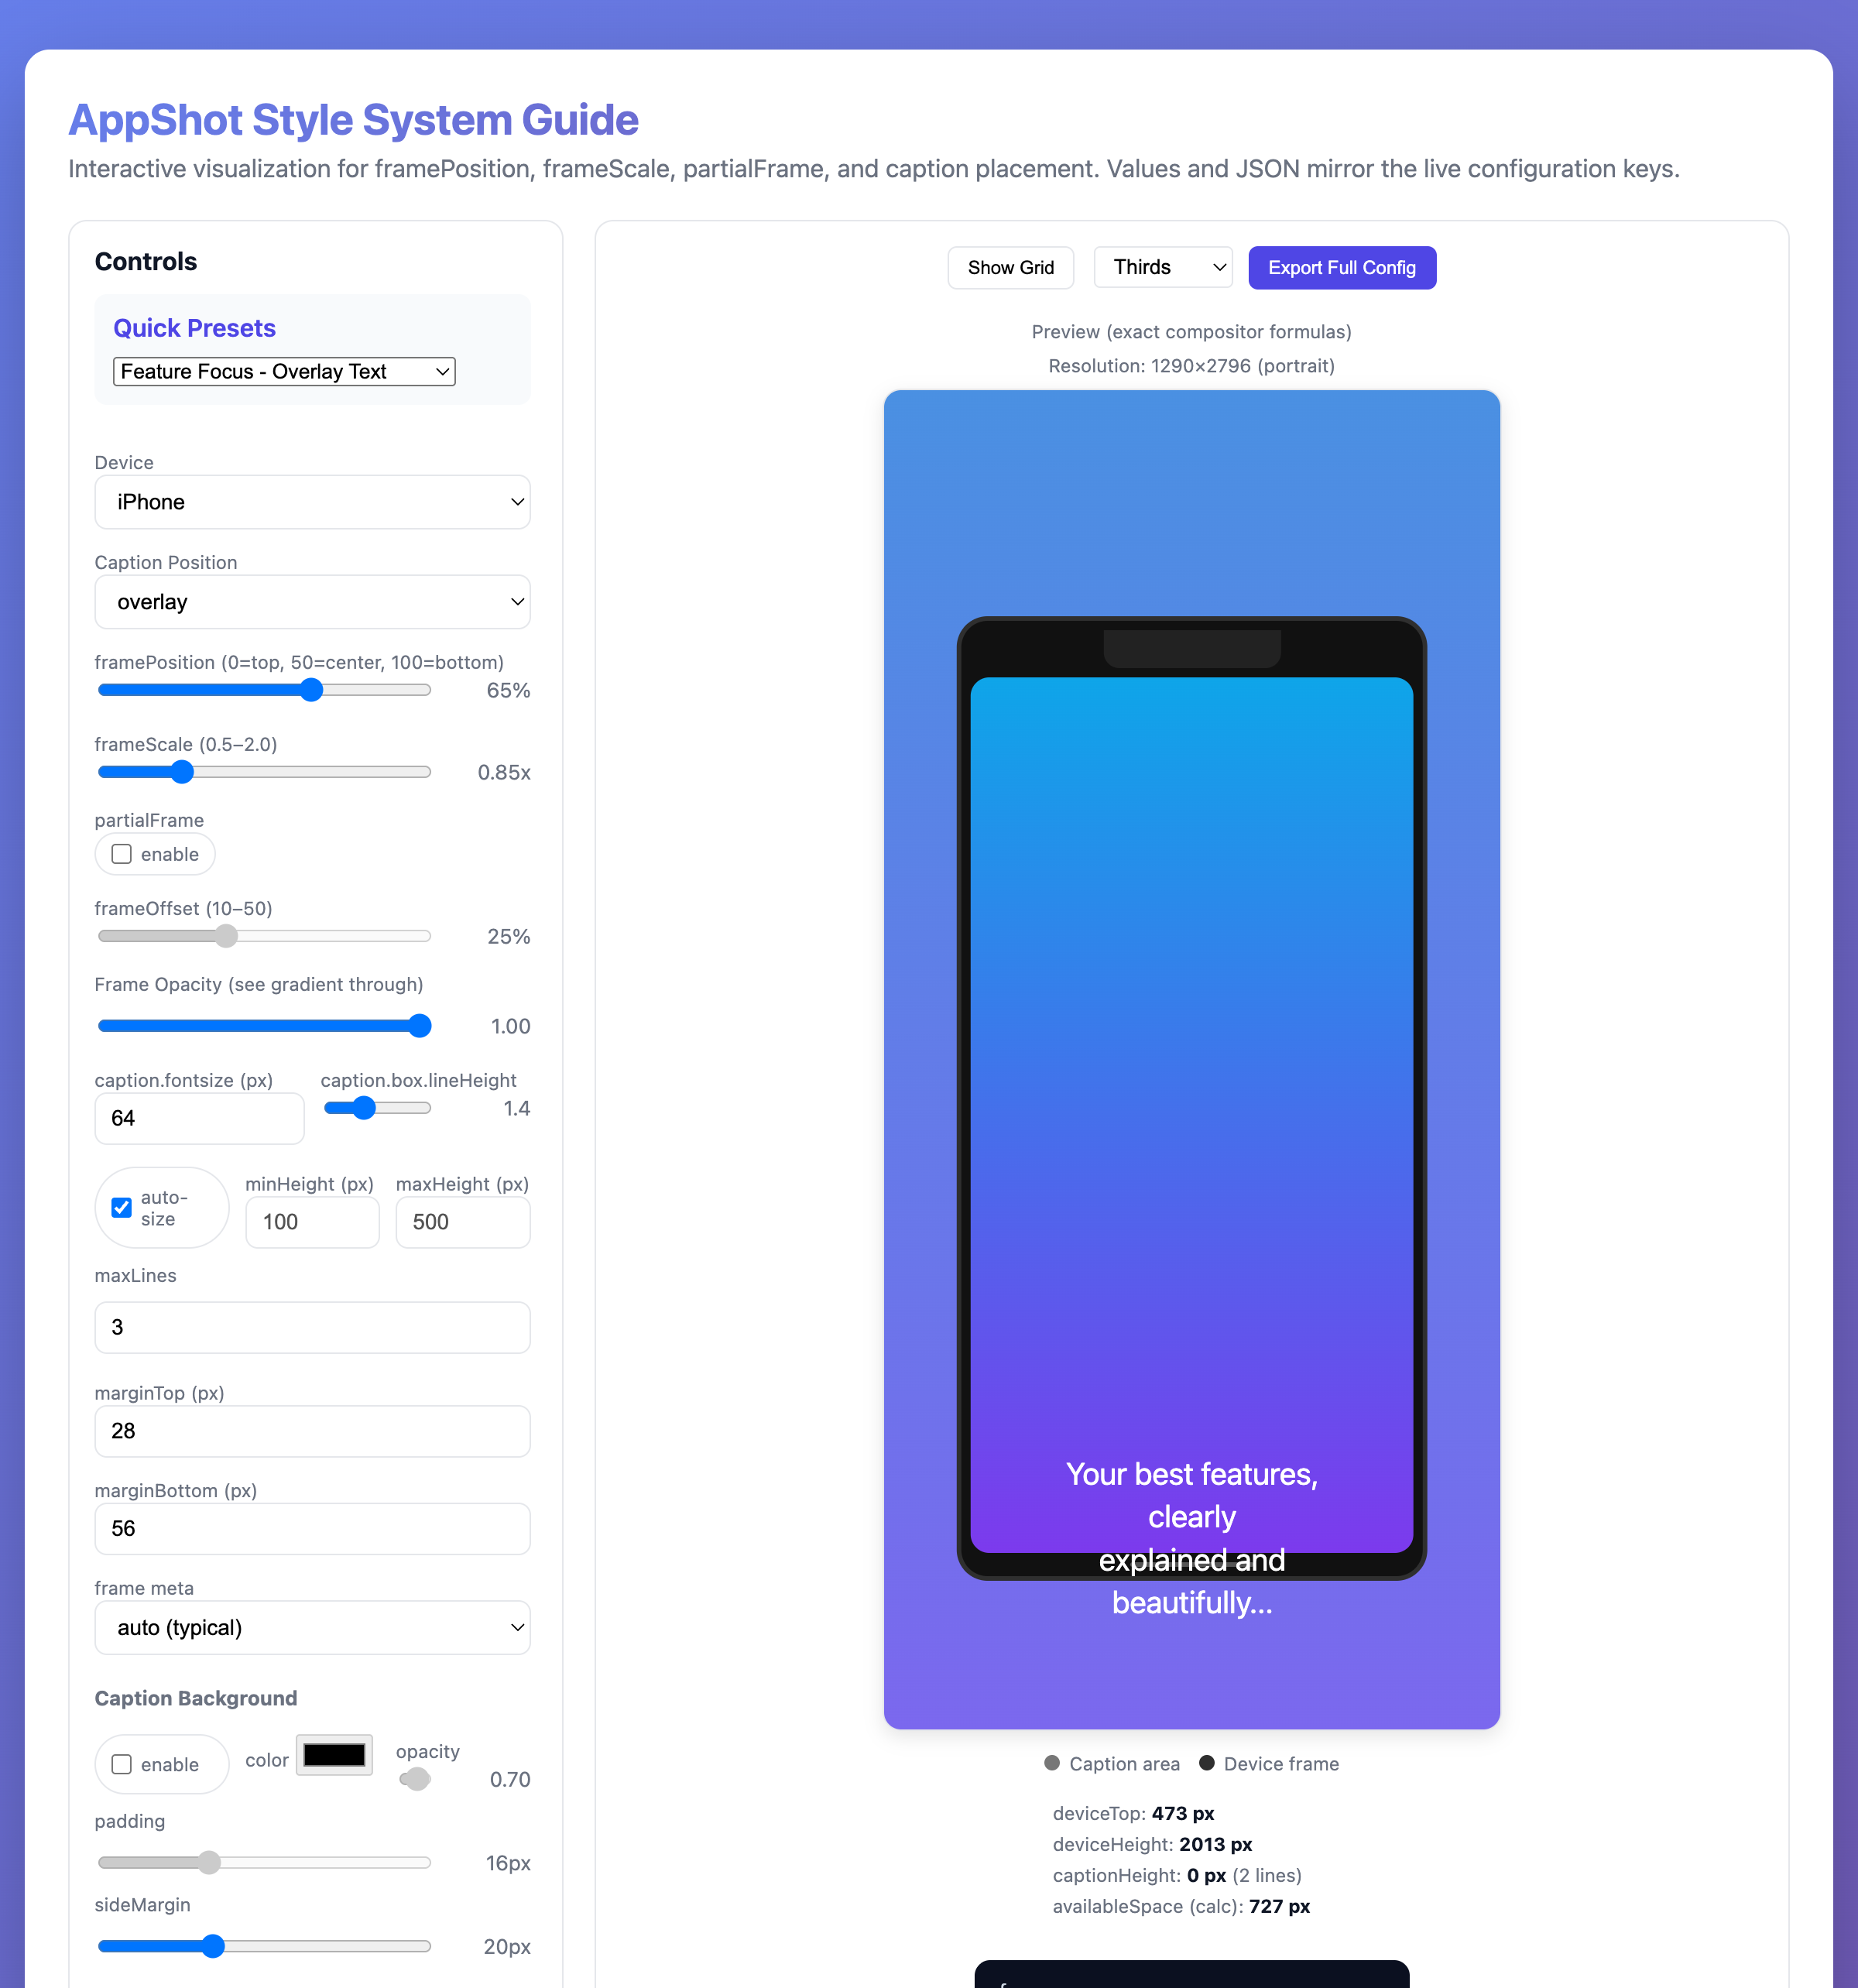 AppShot Style System Guide
Interactive visualization for framePosition, frameScale, partialFrame, and caption placement. Values and JSON mirror the live configuration keys.
Controls
Quick Presets
Feature Focus - Overlay Text
Device
iPhone
Caption Position
overlay
framePosition (0=top, 50=center, 100=bottom)
65%
frameScale (0.5–2.0)
0.85x
partialFrame
enable
frameOffset (10–50)
25%
Frame Opacity (see gradient through)
1.00
caption.fontsize (px)
64
caption.box.lineHeight
1.4
auto-
size
minHeight (px)
100
maxHeight (px)
500
maxLines
3
marginTop (px)
28
marginBottom (px)
56
frame meta
auto (typical)
Caption Background
enable
color
opacity
0.70
padding
16px
sideMargin
20px
Show Grid
Thirds
Export Full Config
Preview (exact compositor formulas)
Resolution: 1290×2796 (portrait)
Your best features,
clearly
explained and
beautifully...
Caption area
Device frame
deviceTop: 473 px
deviceHeight: 2013 px
captionHeight: 0 px (2 lines)
availableSpace (calc): 727 px